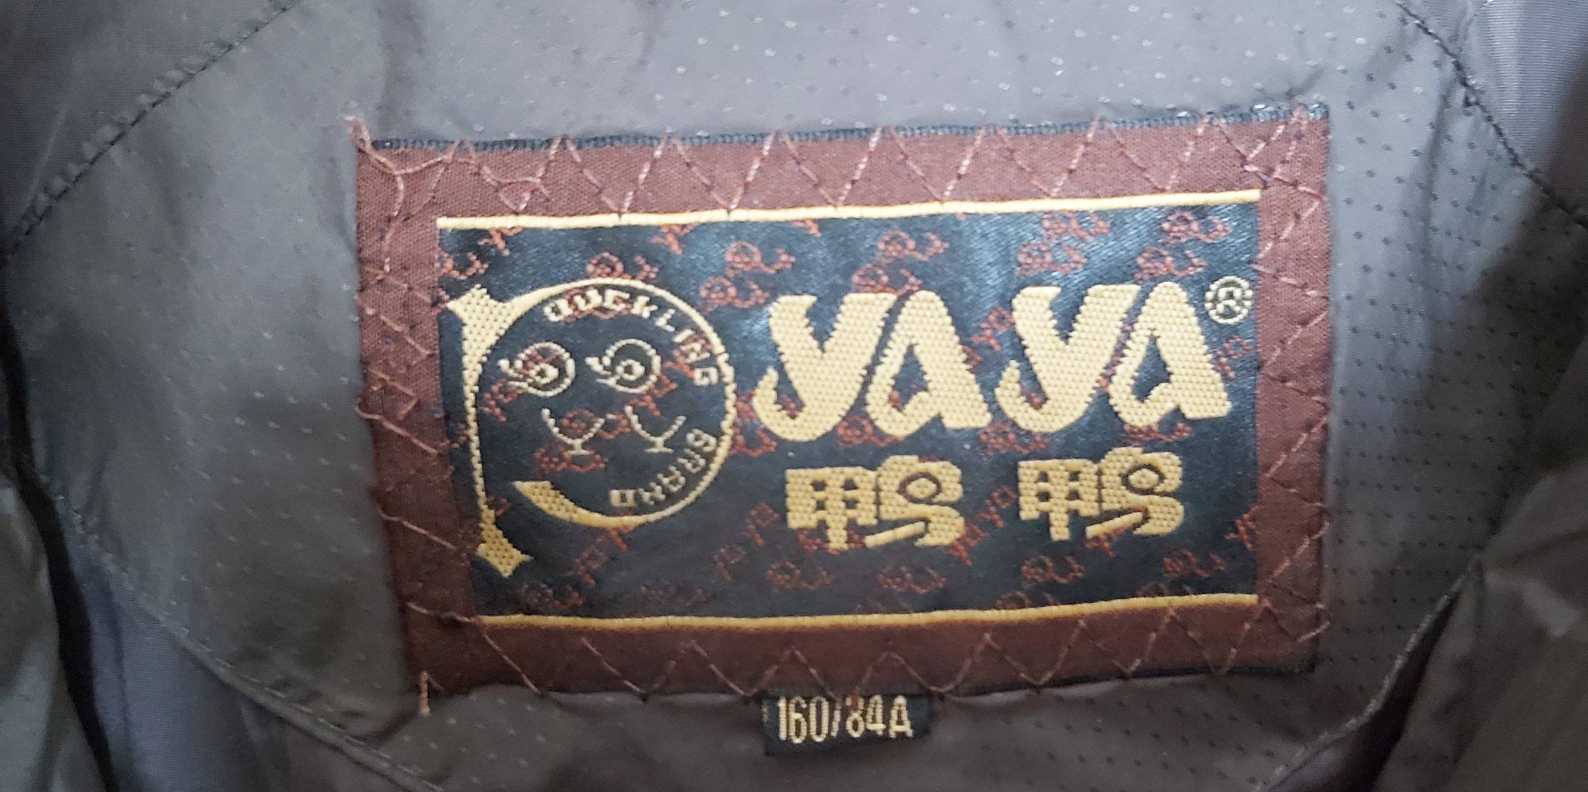 DUCKLING
BRAND
YAYA®
鸭鸭
160/84A